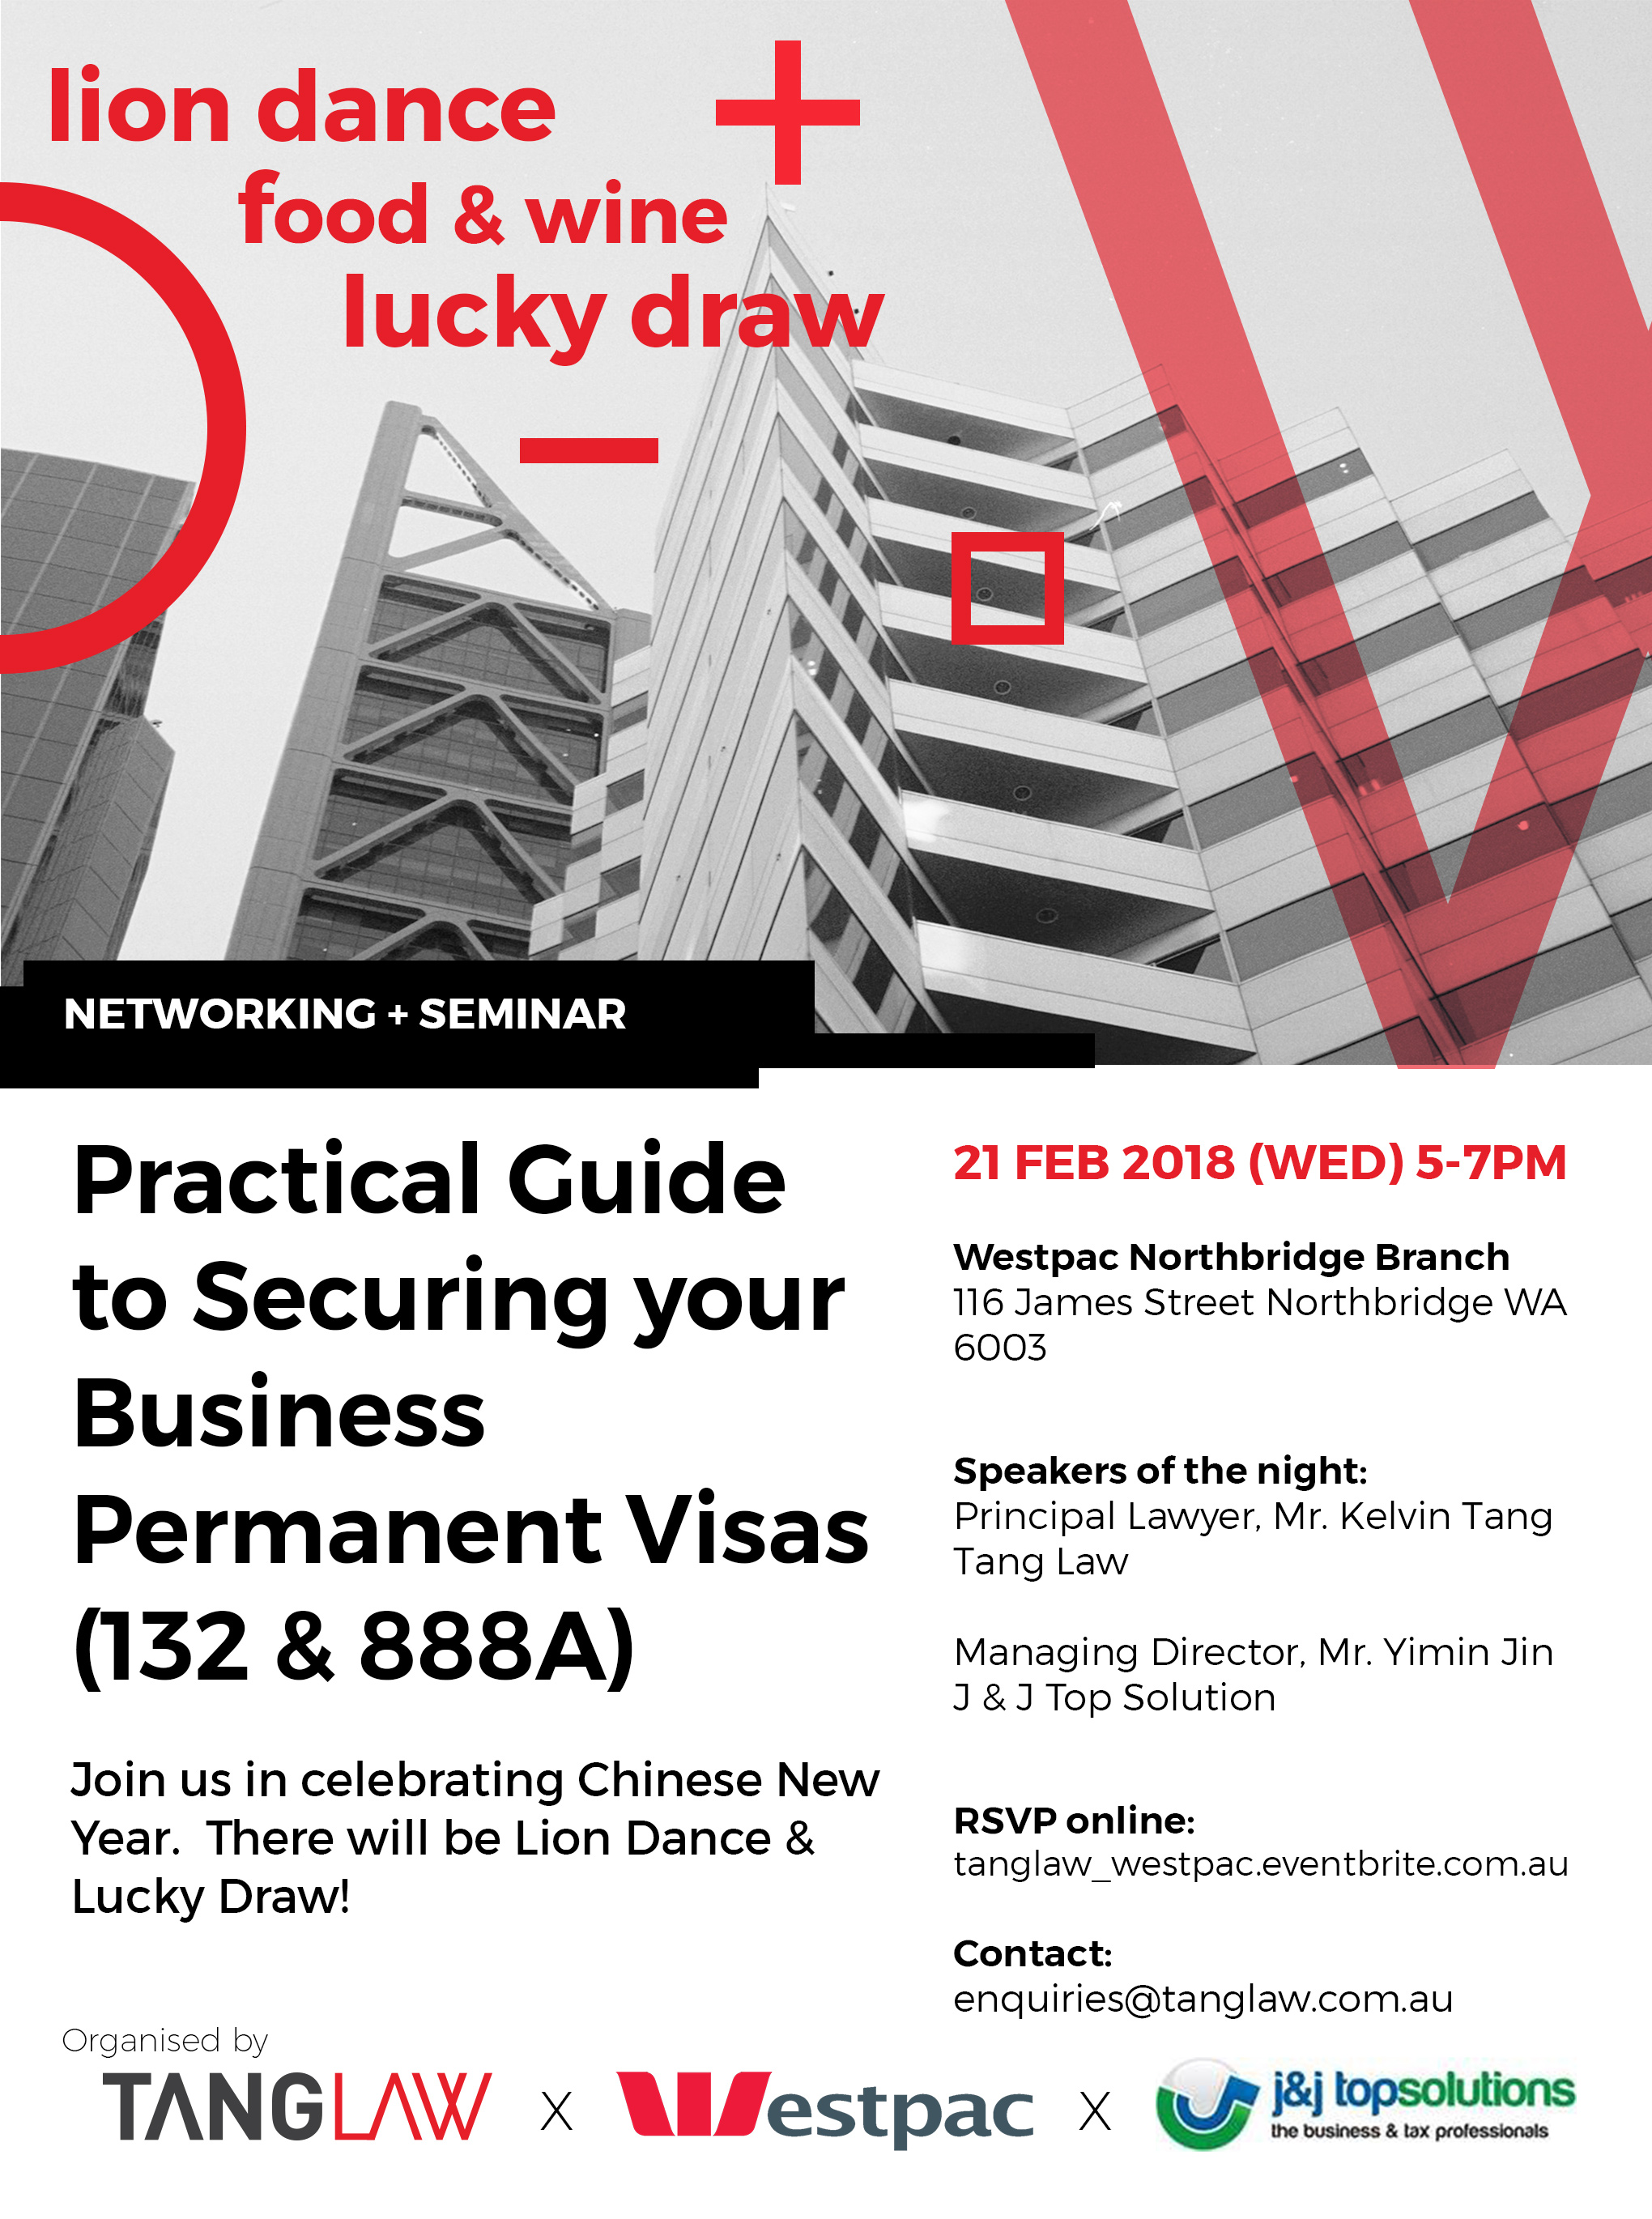 lion dance
food & wine
lucky draw
NETWORKING + SEMINAR
Practical Guide
to Securing your
Business
Permanent Visas
(132 & 888A)
Join us in celebrating Chinese New
Year.  There will be Lion Dance &
Lucky Draw!
21 FEB 2018 (WED) 5-7PM
Westpac Northbridge Branch
116 James Street Northbridge WA
6003
Speakers of the night:
Principal Lawyer, Mr. Kelvin Tang
Tang Law
Managing Director, Mr. Yimin Jin
J & J Top Solution
RSVP online:
tanglaw_westpac.eventbrite.com.au
Contact:
enquiries@tanglaw.com.au
Organised by
TANGLAW X Westpac X j&j topsolutions
the business & tax professionals